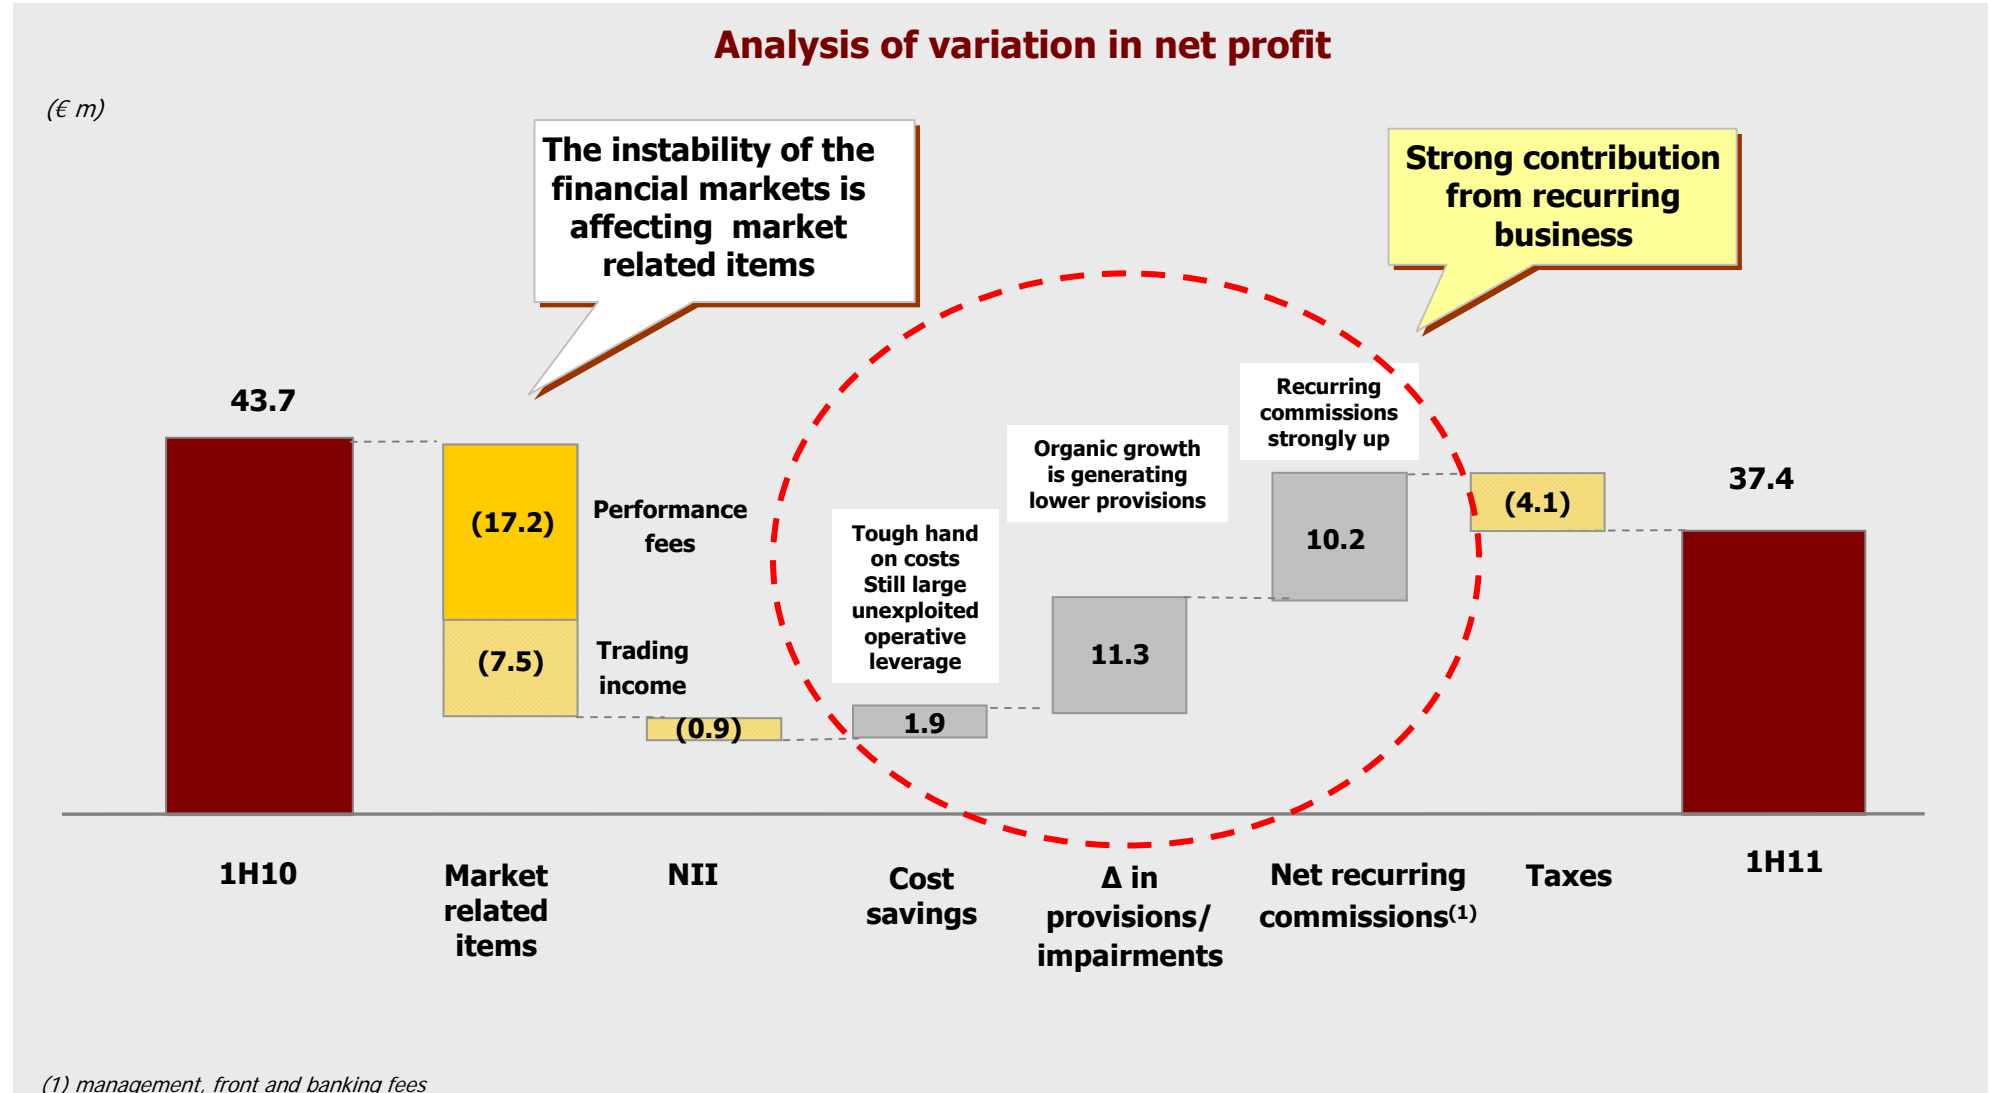 Analysis of variation in net profit
(€ m)
The instability of the
financial markets is
affecting  market
related items
Strong contribution
from recurring
business
43.7
(17.2)
Performance
fees
(7.5)
Trading
income
(0.9)
Tough hand
on costs
Still large
unexploited
operative
leverage
1.9
Organic growth
is generating
lower provisions
11.3
Recurring
commissions
strongly up
10.2
(4.1)
37.4
1H10
Market
related
items
NII
Cost
savings
Δ in
provisions/
impairments
Net recurring
commissions(1)
Taxes
1H11
(1) management, front and banking fees